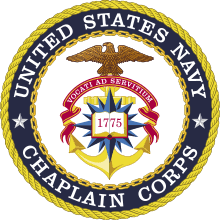 UNITED STATES NAVY
VOCATI AD SERVITIUM
1775
CHAPLAIN CORPS